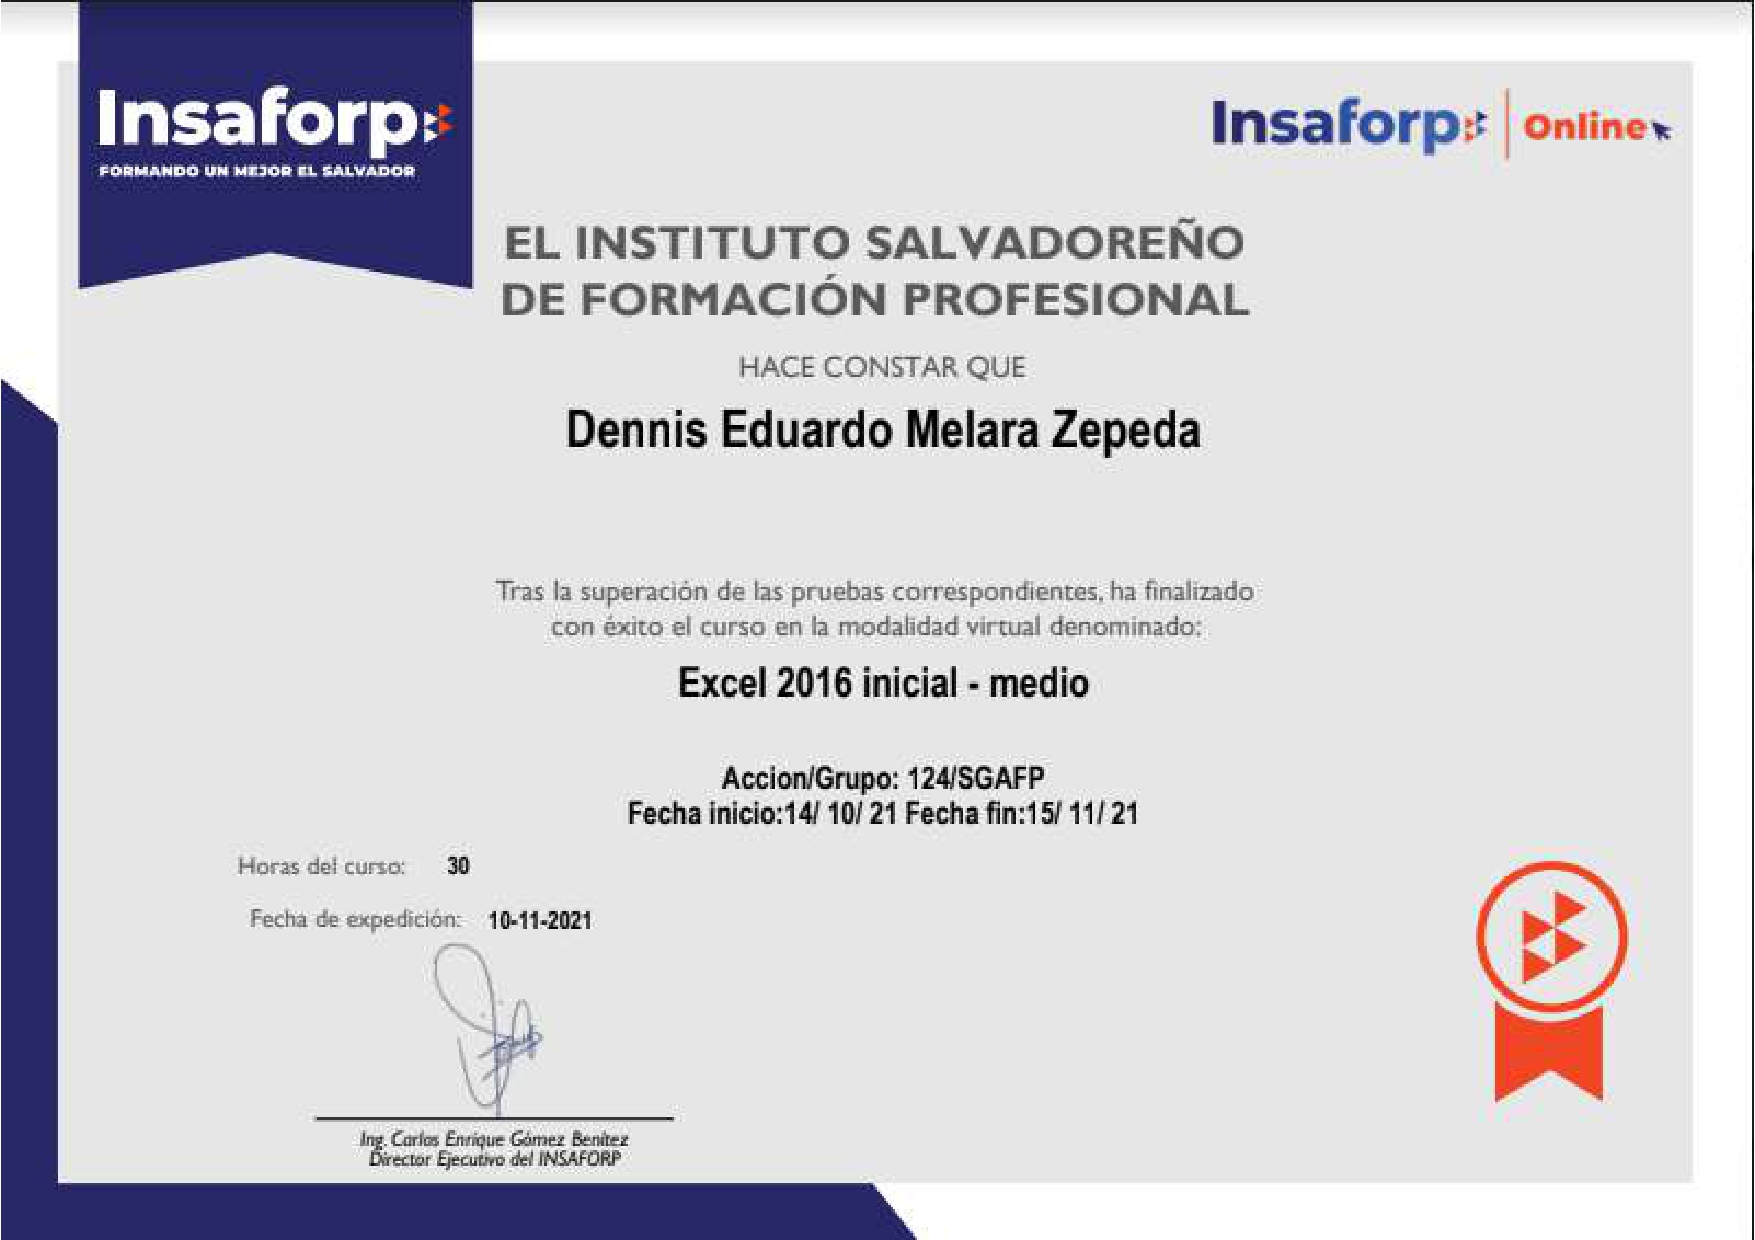 Insaforp
FORMANDO UN MEJOR EL SALVADOR
Insaforp Online
EL INSTITUTO SALVADOREÑO
DE FORMACIÓN PROFESIONAL
HACE CONSTAR QUE
Dennis Eduardo Melara Zepeda
Tras la superación de las pruebas correspondientes, ha finalizado
con éxito el curso en la modalidad virtual denominado:
Excel 2016 inicial - medio
Accion/Grupo: 124/SGAFP
Fecha inicio:14/ 10/ 21 Fecha fin:15/ 11/ 21
Horas del curso: 30
Fecha de expedición: 10-11-2021
Ing. Carlos Enrique Gómez Benítez
Director Ejecutivo del INSAFORP